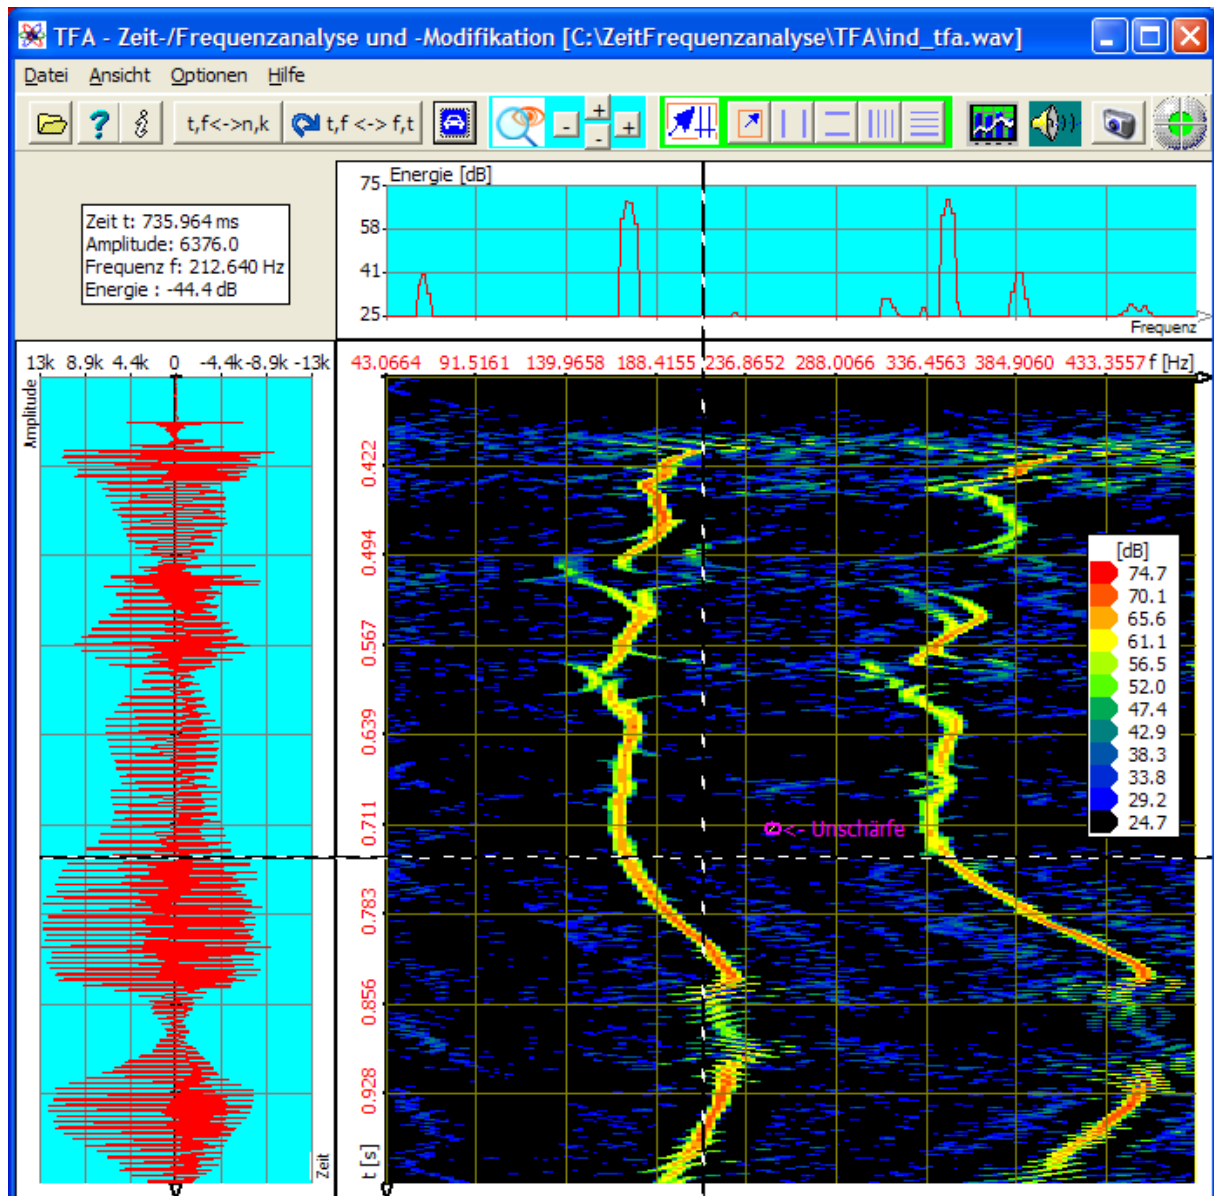 TFA - Zeit-/Frequenzanalyse und -Modifikation [C:\ZeitFrequenzanalyse\TFA\ind_tfa.wav]
Datei Ansicht Optionen Hilfe
t,f<->n,k t,f <-> f,t - + - +
Zeit t: 735.964 ms
Amplitude: 6376.0
Frequenz f: 212.640 Hz
Energie : -44.4 dB
Energie [dB]
75
58
41
25
Frequenz
13k 8.9k 4.4k 0 -4.4k -8.9k -13k
Amplitude
Zeit
43.0664 91.5161 139.9658 188.4155 236.8652 288.0066 336.4563 384.9060 433.3557 f [Hz]
0.422
0.494
0.567
0.639
0.711
0.783
0.856
0.928
t [s]
<- Unschärfe
[dB]
74.7
70.1
65.6
61.1
56.5
52.0
47.4
42.9
38.3
33.8
29.2
24.7